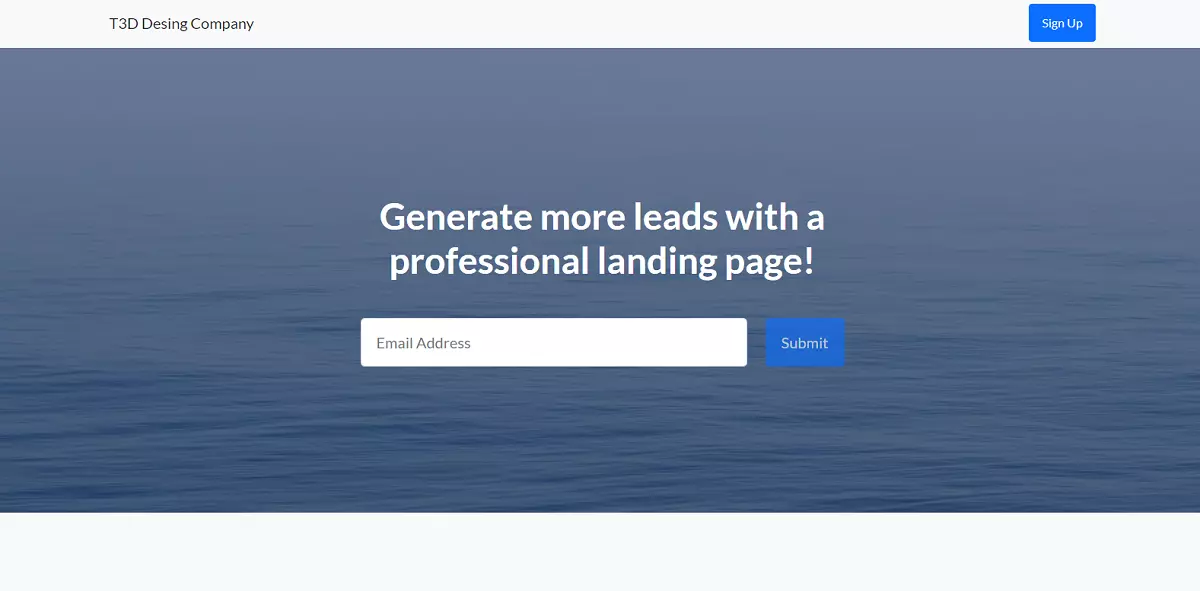 T3D Desing Company
Sign Up
Generate more leads with a
professional landing page!
Email Address
Submit